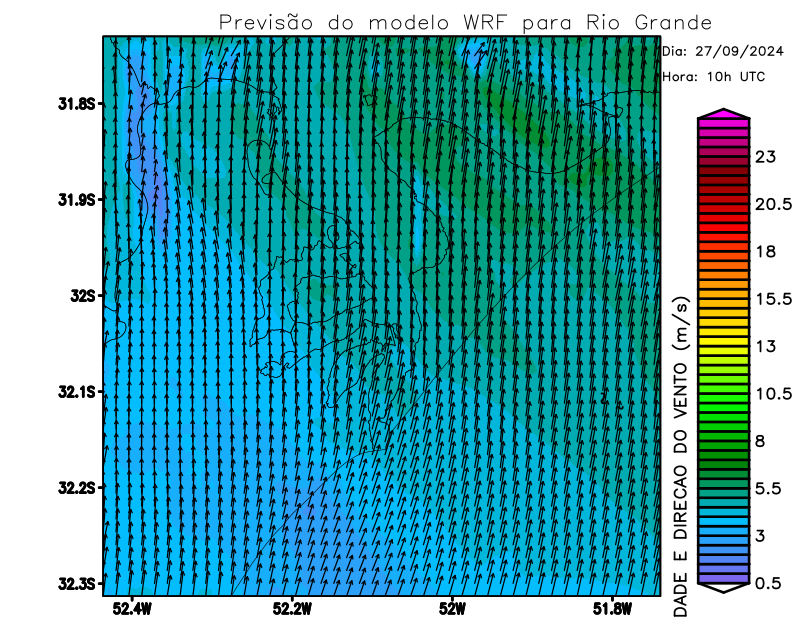 Previsão do modelo WRF para Rio Grande
Dia: 27/09/2024
Hora: 10h UTC
31.8S
31.9S
32S
32.1S
32.2S
32.3S
52.4W
52.2W
52W
51.8W
23
20.5
18
15.5
13
10.5
8
5.5
3
0.5
DADE E DIRECAO DO VENTO (m/s)